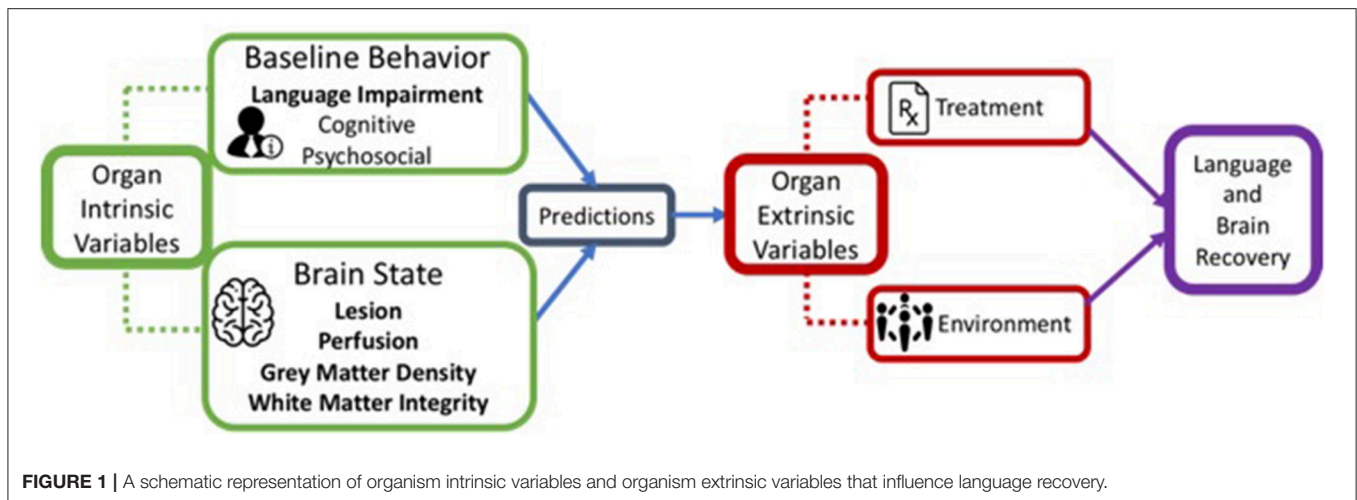 Organ
Intrinsic
Variables
Baseline Behavior
Language Impairment
Cognitive
Psychosocial
i
Brain State
Lesion
Perfusion
Grey Matter Density
White Matter Integrity
Predictions
Organ
Extrinsic
Variables
Rx
Treatment
Environment
Language
and
Brain
Recovery
FIGURE 1 | A schematic representation of organism intrinsic variables and organism extrinsic variables that influence language recovery.